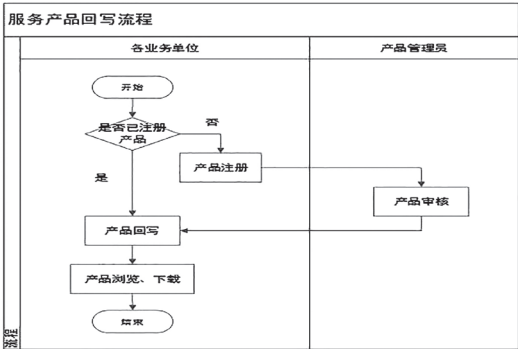 服务产品回写流程
各业务单位
产品管理员
开始
是否已注册
产品
否
产品注册
是
产品审核
产品回写
产品浏览、下载
结束
流程